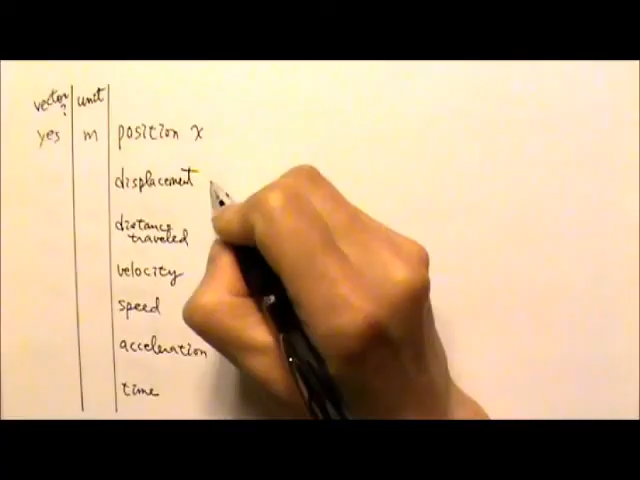 vector? unit
yes m position x
displacement
distance
traveled
velocity
speed
acceleration
time